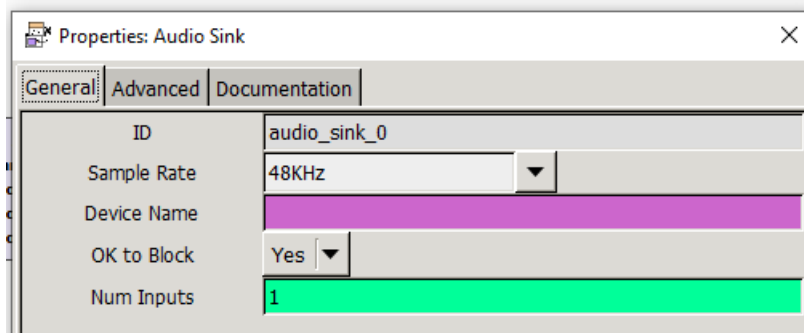 Properties: Audio Sink
General Advanced Documentation
ID audio_sink_0
Sample Rate 48KHz
Device Name
OK to Block Yes
Num Inputs 1